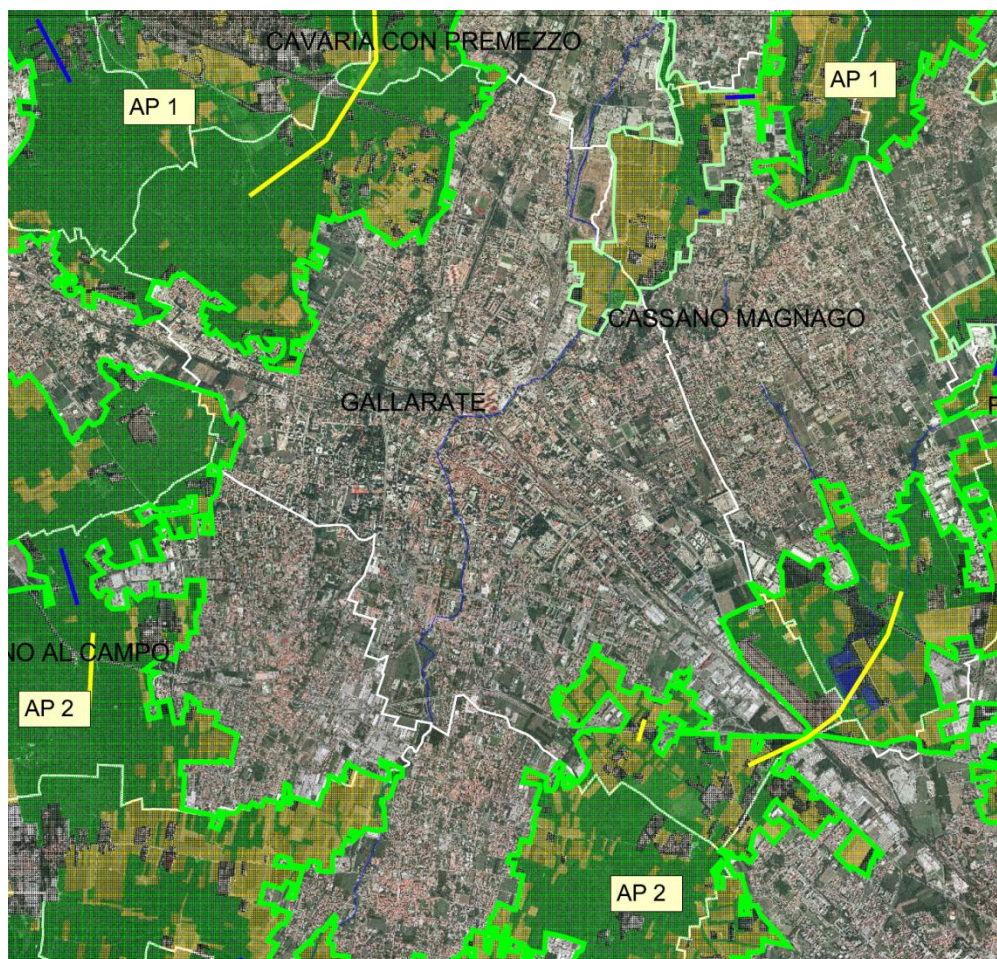 CAVARIA CON PREMEZZO
AP 1
AP 1
CASSANO MAGNAGO
GALLARATE
NO AL CAMPO
AP 2
AP 2